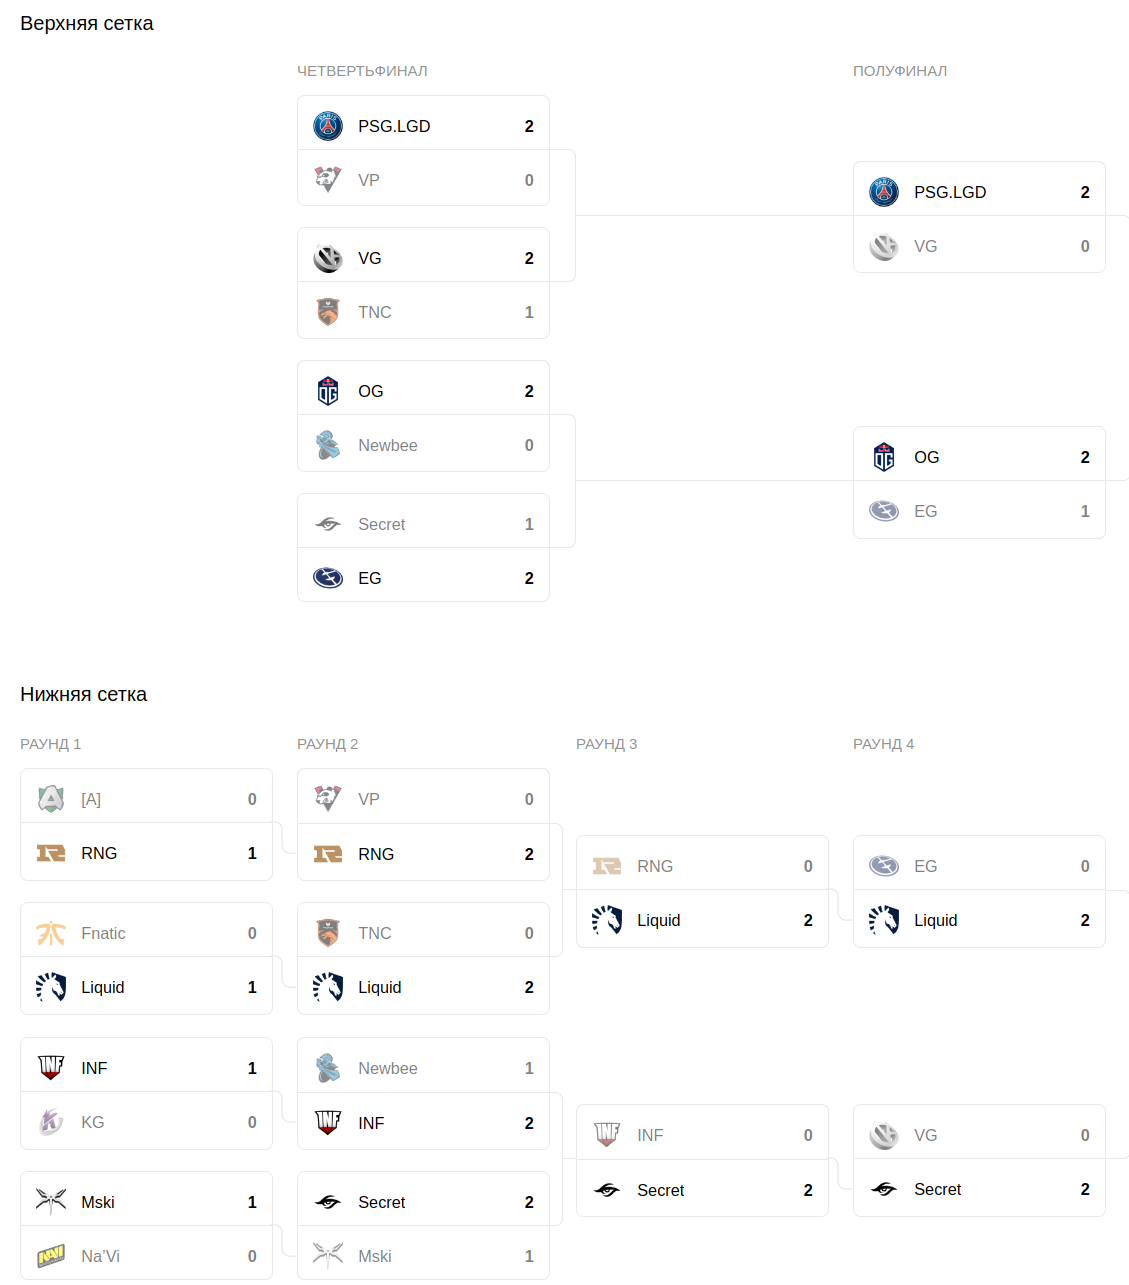 Верхняя сетка
ЧЕТВЕРТЬФИНАЛ
ПОЛУФИНАЛ
PSG.LGD 2
VP 0
VG 2
TNC 1
OG 2
Newbee 0
Secret 1
EG 2
PSG.LGD 2
VG 0
OG 2
EG 1
Нижняя сетка
РАУНД 1
РАУНД 2
РАУНД 3
РАУНД 4
[A] 0
RNG 1
Fnatic 0
Liquid 1
INF 1
KG 0
Mski 1
Na’Vi 0
VP 0
RNG 2
TNC 0
Liquid 2
Newbee 1
INF 2
Secret 2
Mski 1
RNG 0
Liquid 2
INF 0
Secret 2
EG 0
Liquid 2
VG 0
Secret 2